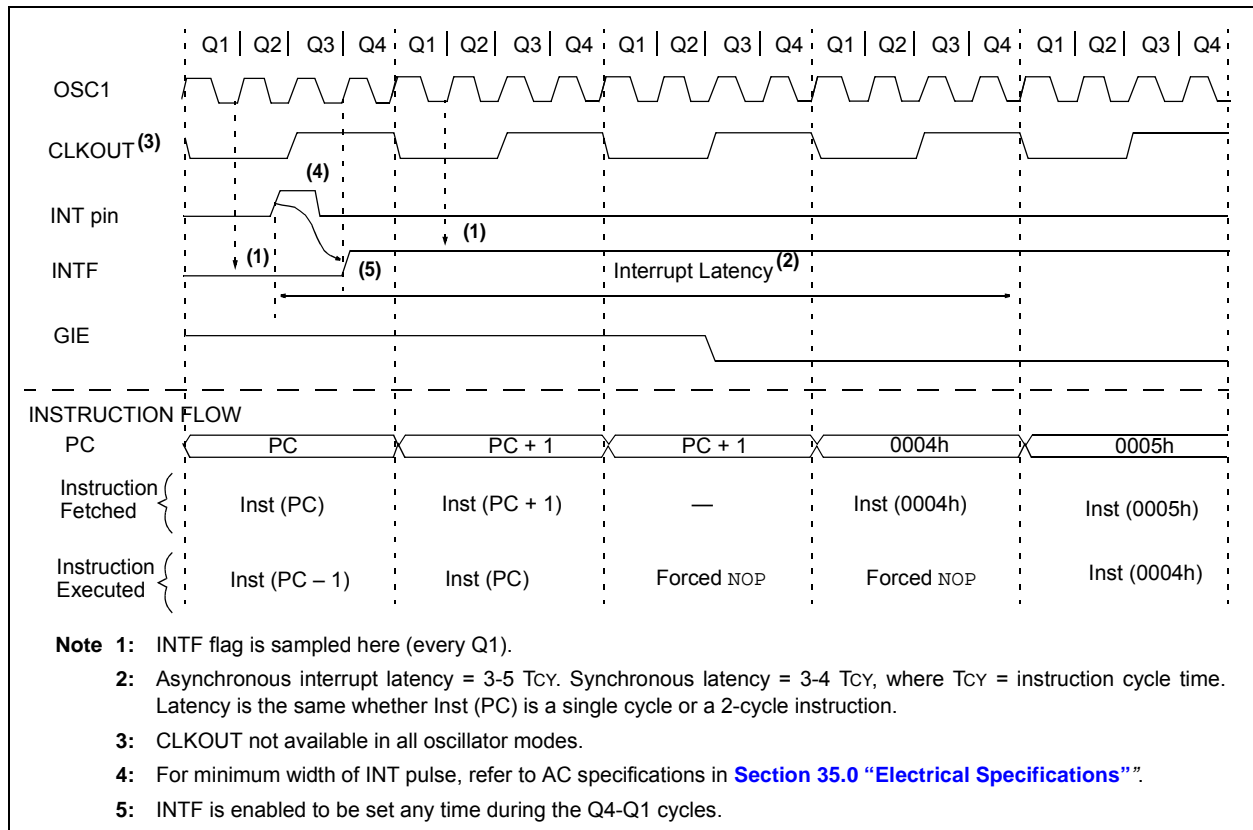 Q1 Q2 Q3 Q4 Q1 Q2 Q3 Q4 Q1 Q2 Q3 Q4 Q1 Q2 Q3 Q4 Q1 Q2 Q3 Q4
OSC1
CLKOUT(3)
(4)
INT pin
(1)
INTF
(1)
(5)
Interrupt Latency(2)
GIE
INSTRUCTION FLOW
PC
PC
PC + 1
PC + 1
0004h
0005h
Instruction
Fetched
Inst (PC)
Inst (PC + 1)
—
Inst (0004h)
Inst (0005h)
Instruction
Executed
Inst (PC – 1)
Inst (PC)
Forced NOP
Forced NOP
Inst (0004h)
Note 1: INTF flag is sampled here (every Q1).
2: Asynchronous interrupt latency = 3-5 TCY. Synchronous latency = 3-4 TCY, where TCY = instruction cycle time.
Latency is the same whether Inst (PC) is a single cycle or a 2-cycle instruction.
3: CLKOUT not available in all oscillator modes.
4: For minimum width of INT pulse, refer to AC specifications in Section 35.0 “Electrical Specifications””.
5: INTF is enabled to be set any time during the Q4-Q1 cycles.